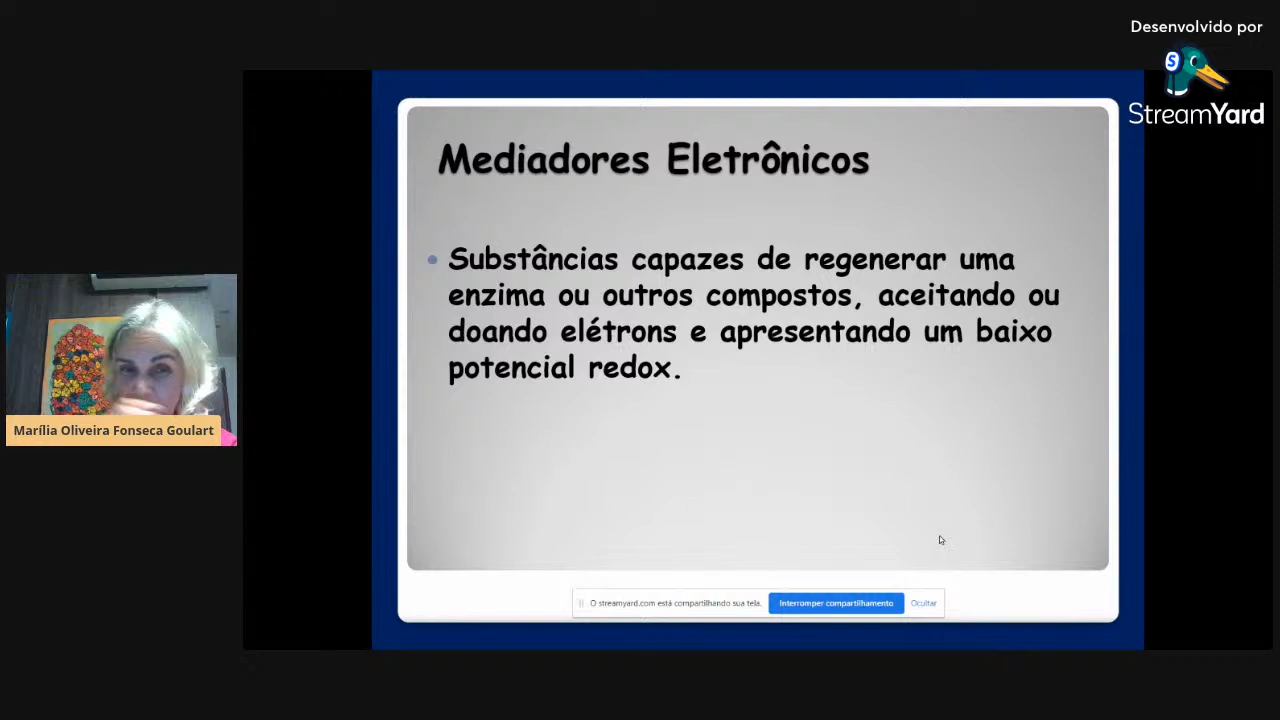 Desenvolvido por
StreamYard
Mediadores Eletrônicos
• Substâncias capazes de regenerar uma
enzima ou outros compostos, aceitando ou
doando elétrons e apresentando um baixo
potencial redox.
Marília Oliveira Fonseca Goulart
O streamyard.com está compartilhando sua tela. Interromper compartilhamento Ocultar